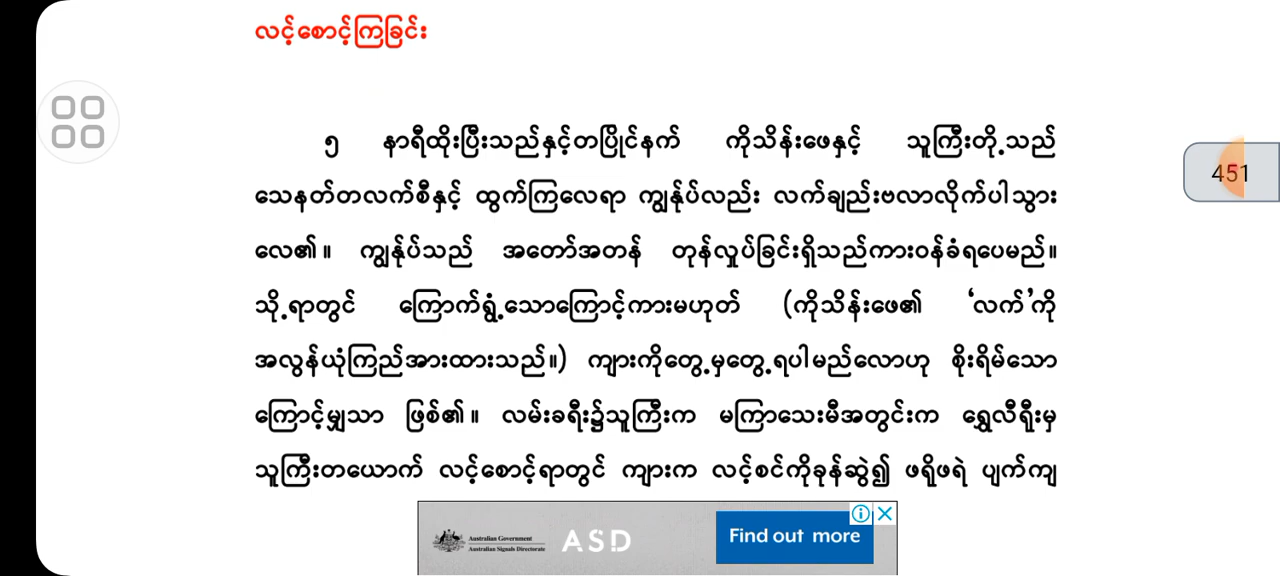 လင့်စောင့်ကြခြင်း
၅ နာရီထိုးပြီးသည်နှင့်တပြိုင်နက် ကိုသိန်းဖေနှင့် သူကြီးတို့သည်
451
သေနတ်တလက်စီနှင့် ထွက်ကြလေရာ ကျွန်ုပ်လည်း လက်ချည်းဗလာလိုက်ပါသွား
လေ၏။ ကျွန်ုပ်သည် အတော်အတန် တုန်လှုပ်ခြင်းရှိသည်ကားဝန်ခံရပေမည်။
သို့ရာတွင် ကြောက်ရွံ့သောကြောင့်ကားမဟုတ် (ကိုသိန်းဖေ၏ ‘လက်’ကို
အလွန်ယုံကြည်အားထားသည်။) ကျားကိုတွေ့မှတွေ့ရပါမည်လောဟု စိုးရိမ်သော
ကြောင့်မျှသာ ဖြစ်၏။ လမ်းခရီး၌သူကြီးက မကြာသေးမီအတွင်းက ရွှေလီရိုးမှ
သူကြီးတယောက် လင့်စောင့်ရာတွင် ကျားက လင့်စင်ကိုခုန်ဆွဲ၍ ဖရိုဖရဲ ပျက်ကျ
Australian Government
Australian Signals Directorate
ASD
Find out more